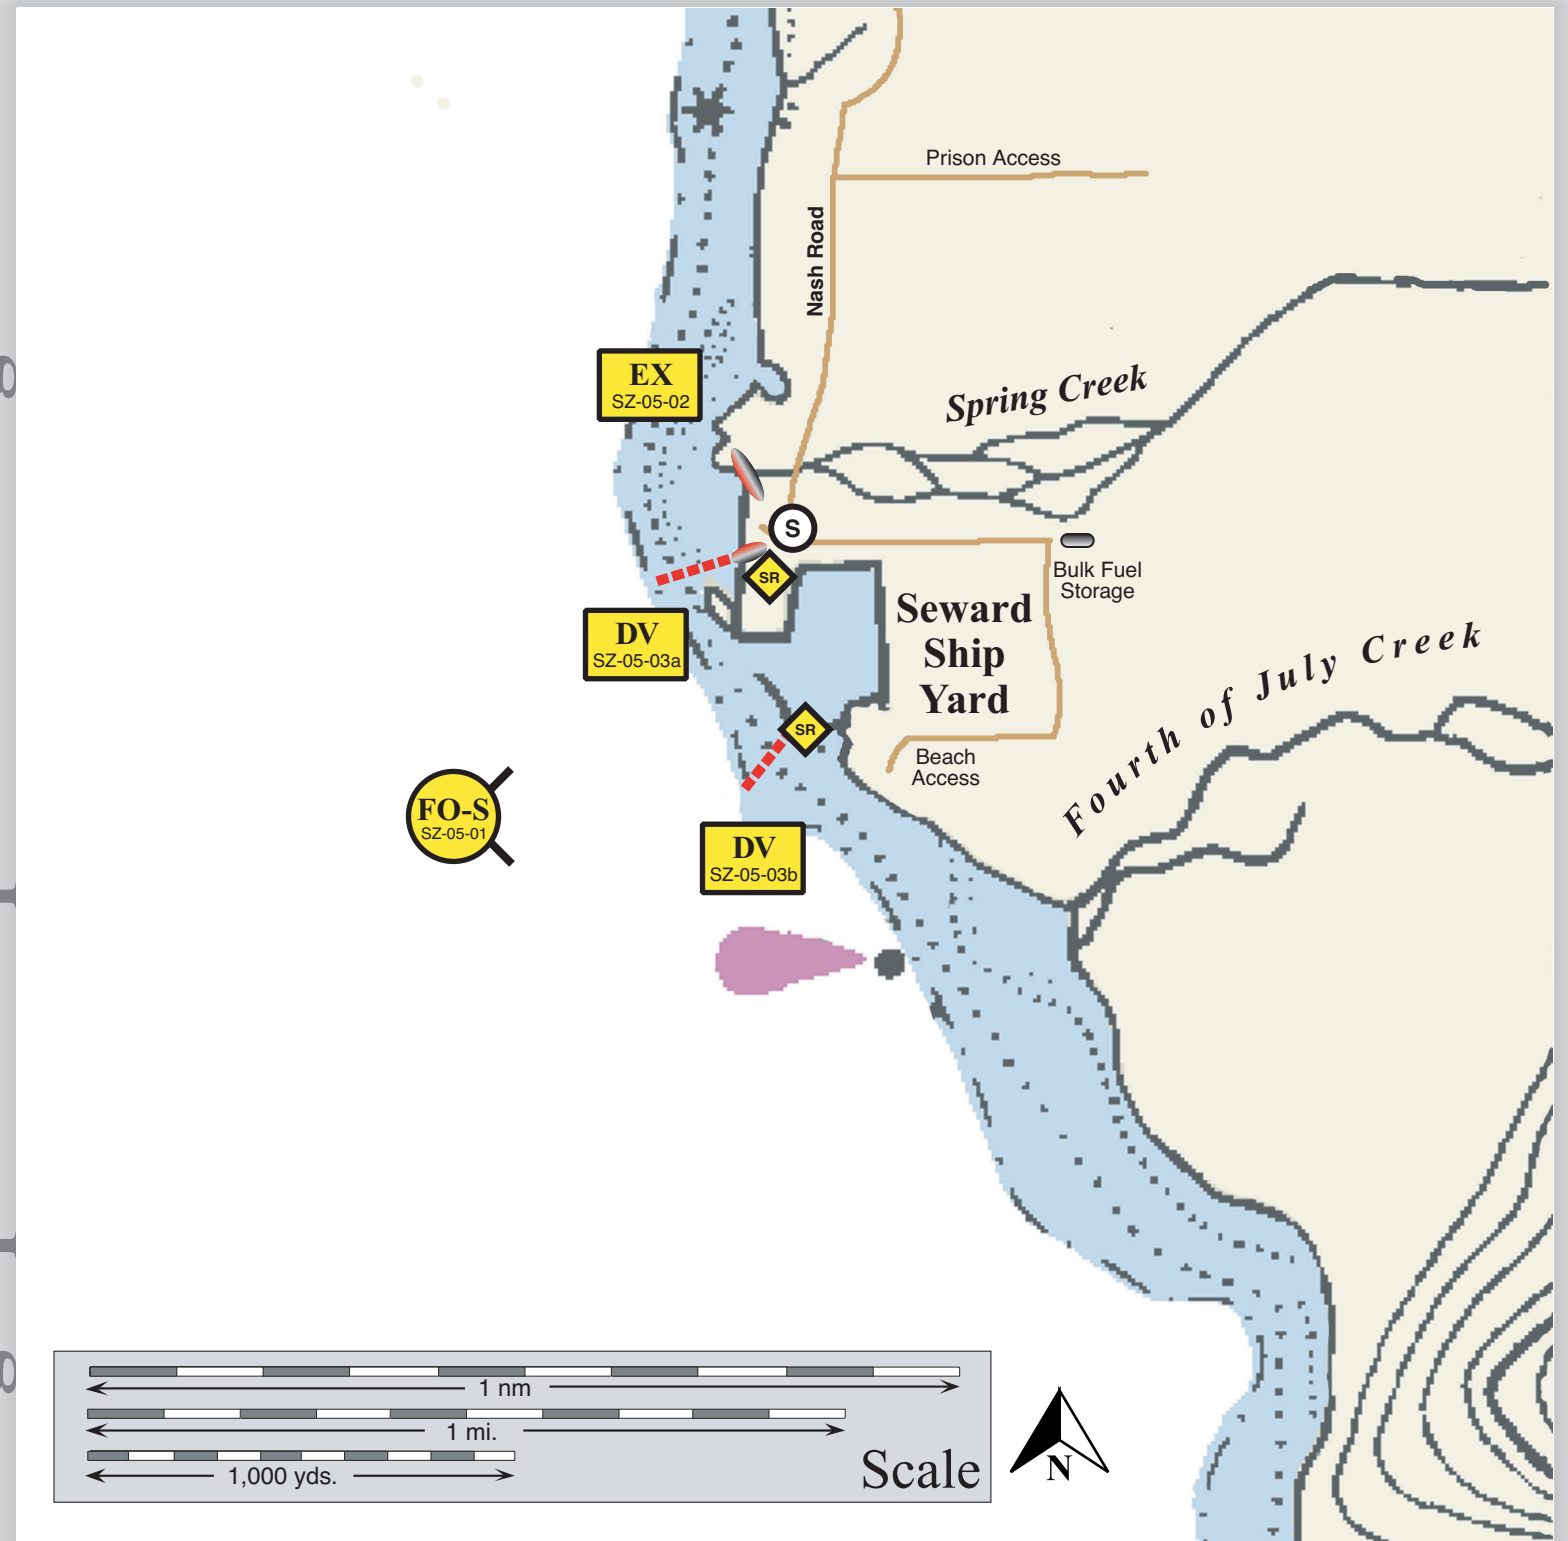 Prison Access
Nash Road
EX
SZ-05-02
Spring Creek
S
SR
Bulk Fuel
Storage
Seward
Ship
Yard
DV
SZ-05-03a
Fourth of July Creek
SR
Beach
Access
FO-S
SZ-05-01
DV
SZ-05-03b
1 nm
1 mi.
1,000 yds.
Scale
N